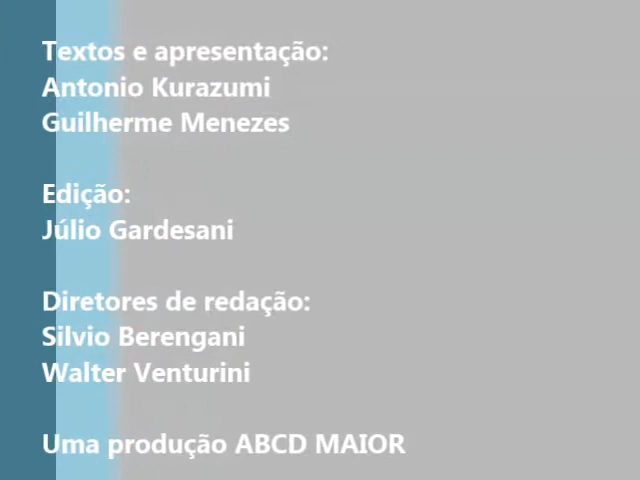 Textos e apresentação:
Antonio Kurazumi
Guilherme Menezes
Edição:
Júlio Gardesani
Diretores de redação:
Silvio Berengani
Walter Venturini
Uma produção ABCD MAIOR